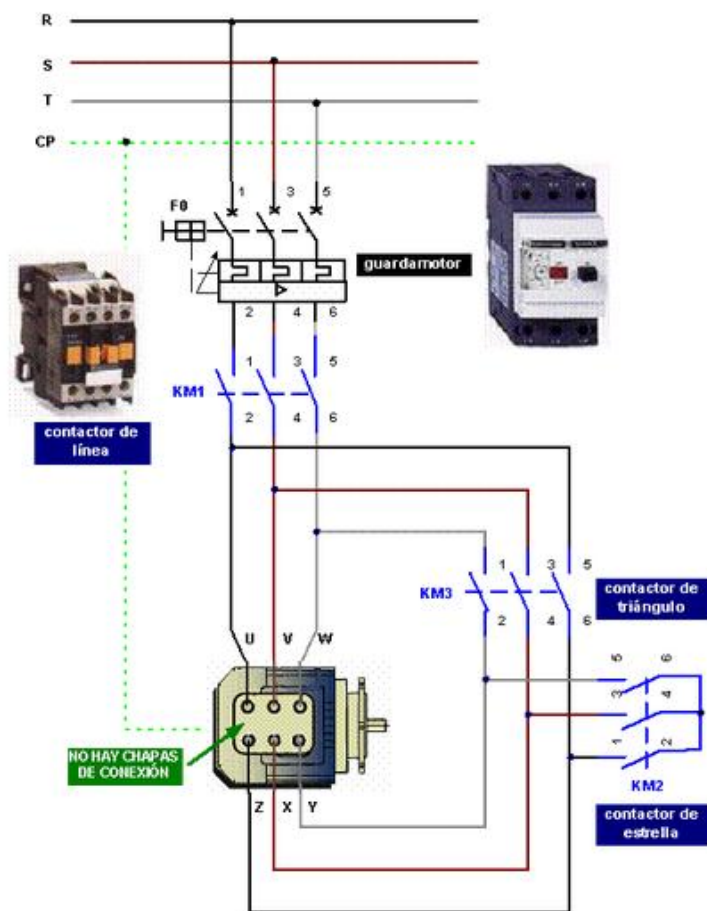 R
S
T
CP
F0
1 3 5
guardamotor
2 4 6
1 3 5
KM1
2 4 6
contactor de
línea
1 3 5
KM3
contactor de
triángulo
2 4 6
5 6
3 4
1 2
KM2
contactor de
estrella
U V W
NO HAY CHAPAS
DE CONEXIÓN
Z X Y